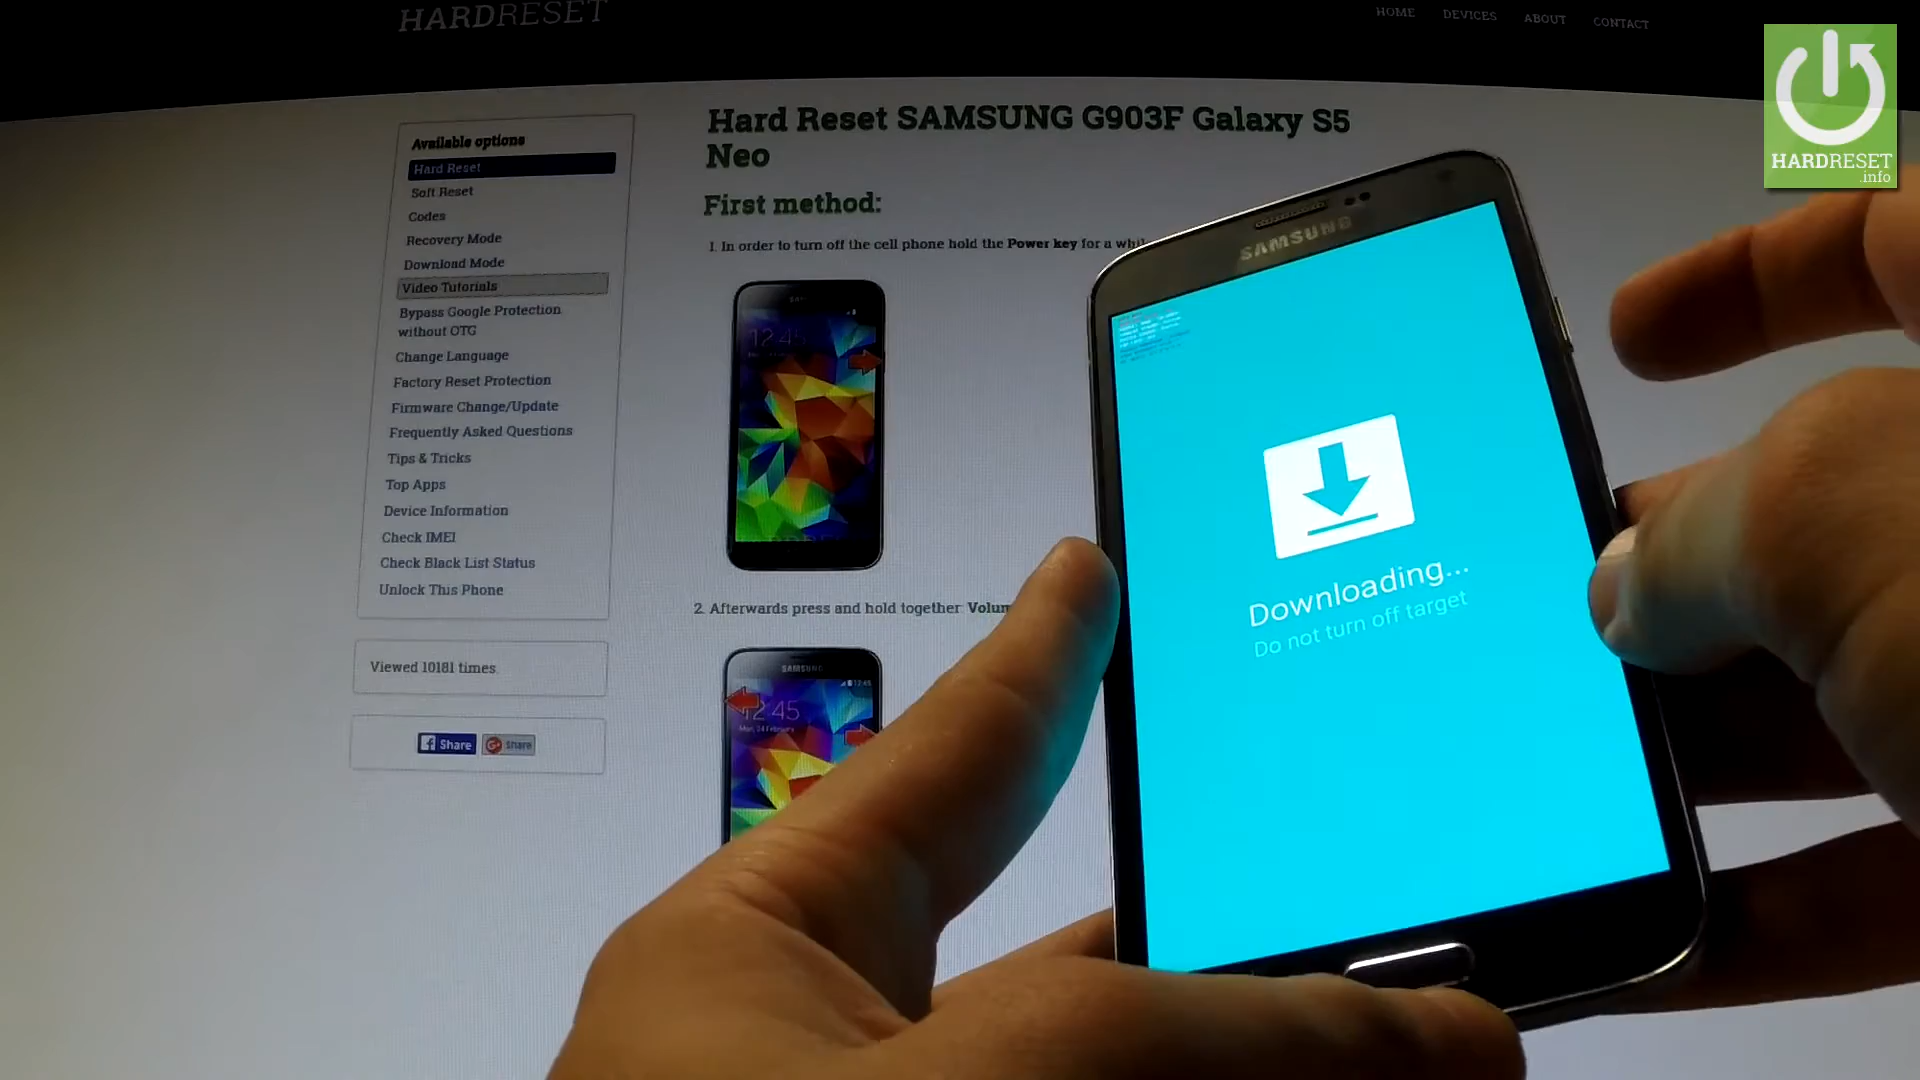 HARDRESET
HOME DEVICES ABOUT CONTACT
HARDRESET
.info
Available options
Hard Reset
Soft Reset
Codes
Recovery Mode
Download Mode
Video Tutorials
Bypass Google Protection
without OTG
Change Language
Factory Reset Protection
Firmware Change/Update
Frequently Asked Questions
Tips & Tricks
Top Apps
Device Information
Check IMEI
Check Black List Status
Unlock This Phone
Viewed 10181 times.
Share
Share
Hard Reset SAMSUNG G903F Galaxy S5
Neo
First method:
1. In order to turn off the cell phone hold the Power key for a
12:45
2. Afterwards press and hold together:
SAMSUNG
12:45
12:45
SAMSUNG
Downloading...
Do not turn off target